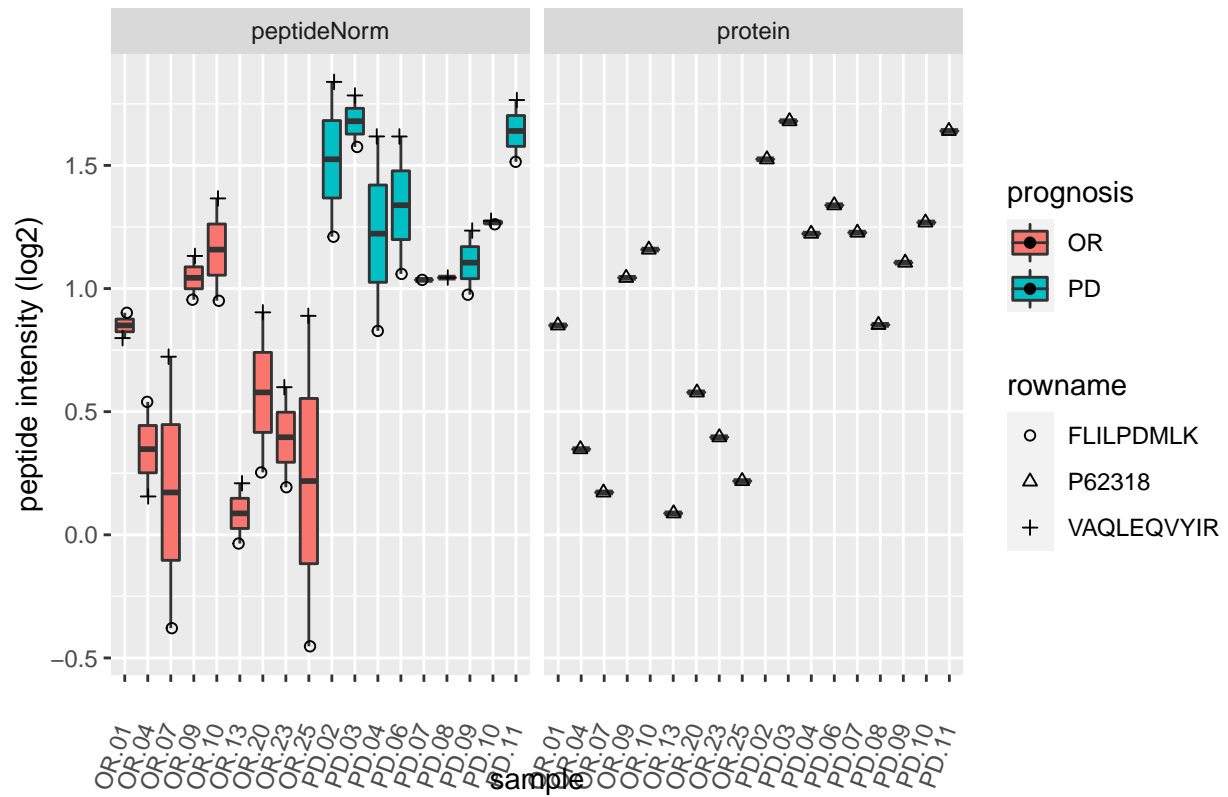 peptideNorm
protein
peptide intensity (log2)
1.5
1.0
0.5
0.0
−0.5
OR.01
OR.04
OR.07
OR.09
OR.10
OR.13
OR.20
OR.23
OR.25
PD.02
PD.03
PD.04
PD.06
PD.07
PD.08
PD.09
PD.10
PD.11
OR.01
OR.04
OR.07
OR.09
OR.10
OR.13
OR.20
OR.23
OR.25
PD.02
PD.03
PD.04
PD.06
PD.07
PD.08
PD.09
PD.10
PD.11
sample
prognosis
OR
PD
rowname
FLILPDMLK
P62318
VAQLEQVYIR